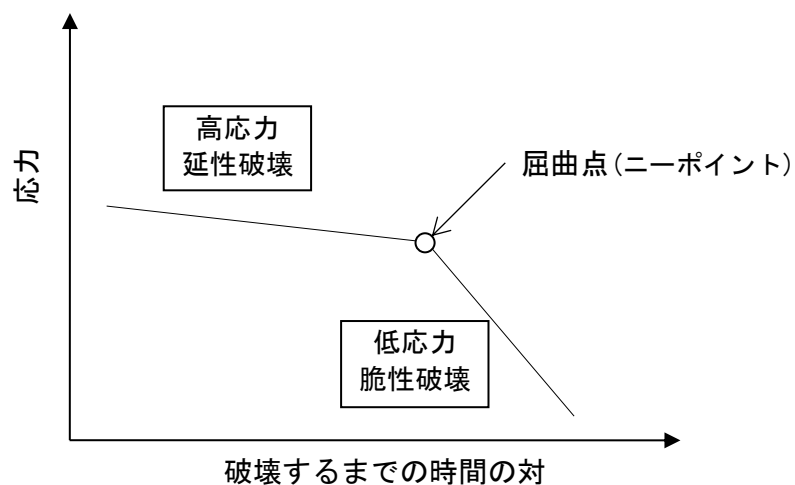 高応力
延性破壊
屈曲点(ニーポイント)
応力
低応力
脆性破壊
破壊するまでの時間の対